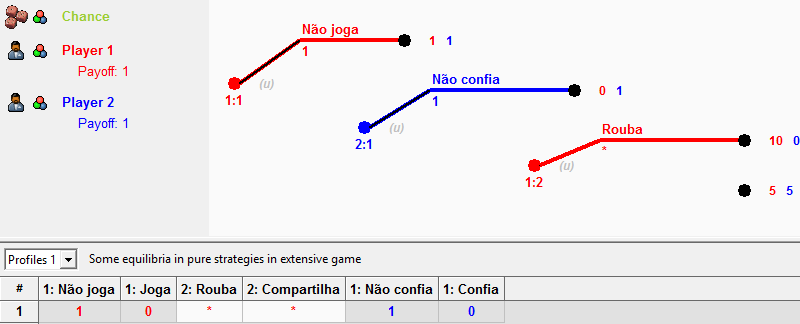 Chance
Player 1
Payoff: 1
Player 2
Payoff: 1
Não joga
1
1 1
(u)
1:1
Não confia
1
0 1
(u)
2:1
Rouba
*
10 0
(u)
1:2
5 5
Profiles 1 Some equilibria in pure strategies in extensive game
# 1: Não joga 1: Joga 2: Rouba 2: Compartilha 1: Não confia 1: Confia
1 1 0 * * 1 0